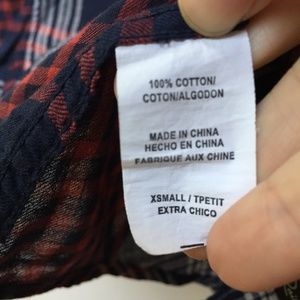 100% COTTON/
COTON/ALGODON
MADE IN CHINA
HECHO EN CHINA
FABRIQUE AUX CHINE
XSMALL / TPETIT
EXTRA CHICO